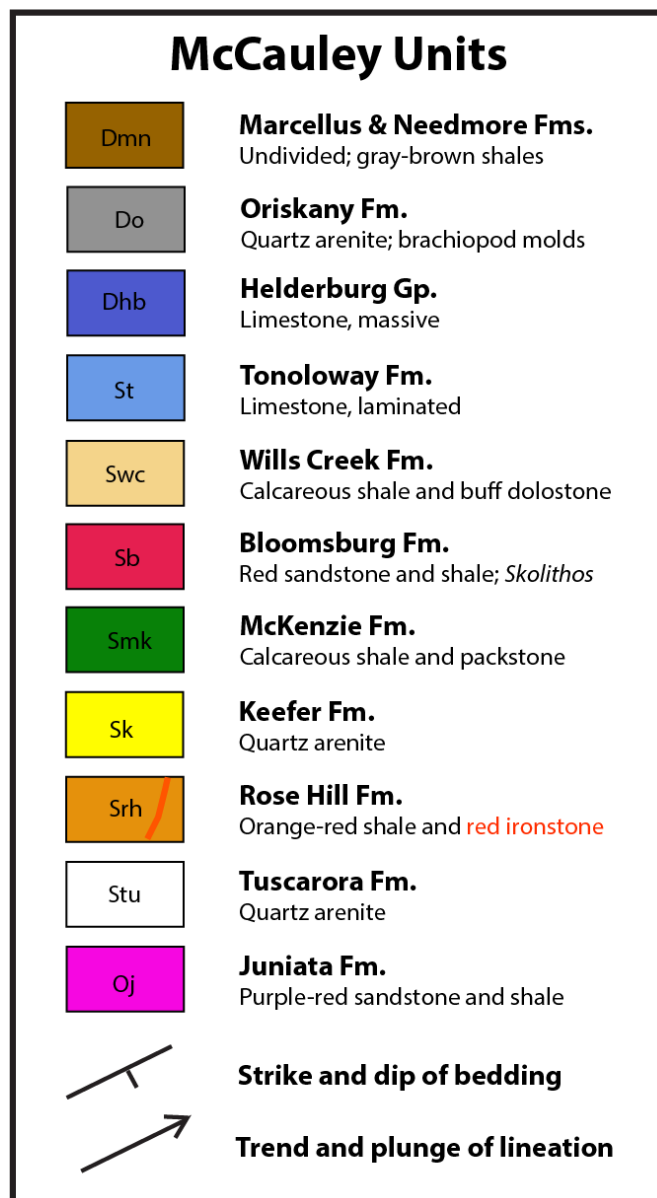 McCauley Units
Dmn
Marcellus & Needmore Fms.
Undivided; gray-brown shales
Do
Oriskany Fm.
Quartz arenite; brachiopod molds
Dhb
Helderburg Gp.
Limestone, massive
St
Tonoloway Fm.
Limestone, laminated
Swc
Wills Creek Fm.
Calcareous shale and buff dolostone
Sb
Bloomsburg Fm.
Red sandstone and shale; Skolithos
Smk
McKenzie Fm.
Calcareous shale and packstone
Sk
Keefer Fm.
Quartz arenite
Srh
Rose Hill Fm.
Orange-red shale and red ironstone
Stu
Tuscarora Fm.
Quartz arenite
Oj
Juniata Fm.
Purple-red sandstone and shale
Strike and dip of bedding
Trend and plunge of lineation